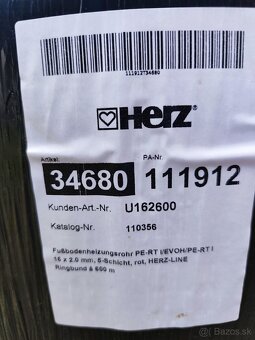 111912734680
HERZ®
Artikel: PA-Nr.
34680 111912
Kunden-Art.-Nr. U162600
Katalog-Nr. 110356
Fußbodenheizungsrohr PE-RT I/EVOH/PE-RT I
16 x 2.0 mm, 5-Schicht, rot, HERZ-LINE
Ringbund à 600 m
Bazos.sk